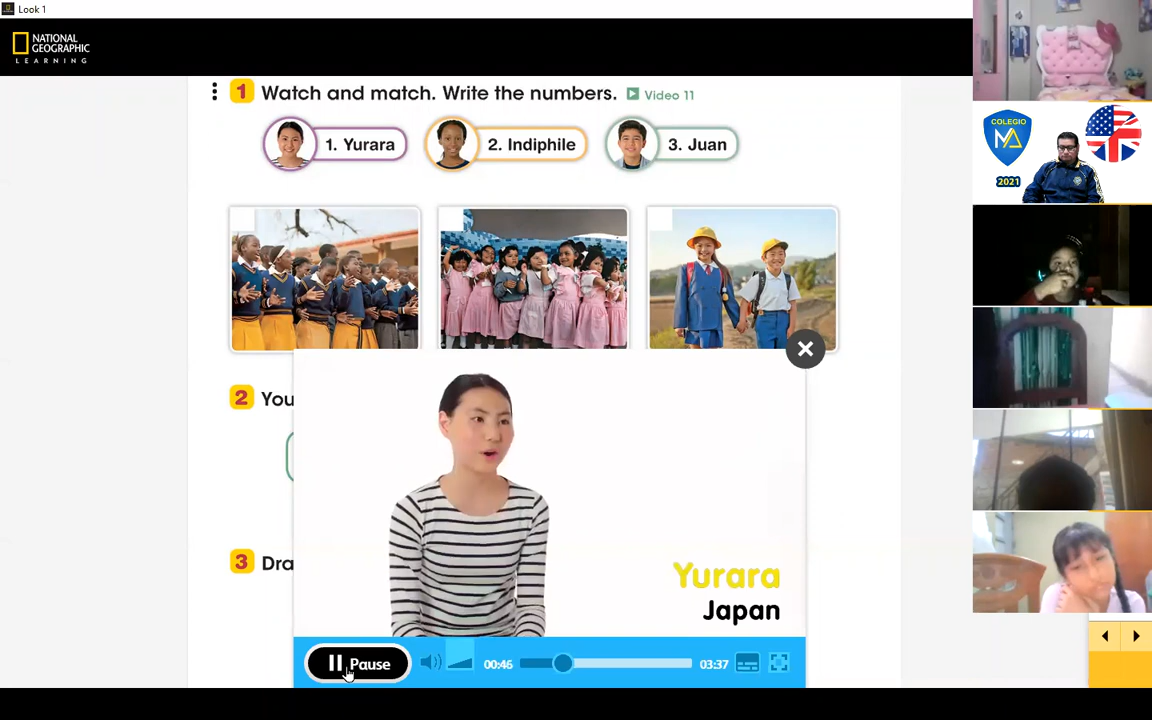 Look 1
NATIONAL
GEOGRAPHIC
LEARNING
1 Watch and match. Write the numbers. Video 11
1. Yurara
2. Indiphile
3. Juan
2 You
3 Dra
Yurara
Japan
Pause
00:46
03:37
COLEGIO
MA
2021